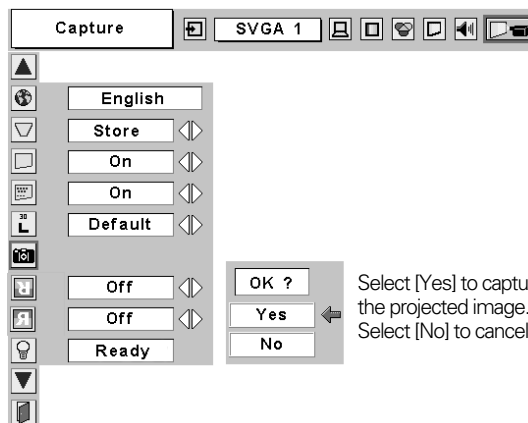 Capture
SVGA 1
English
Store
On
On
30
L
Default
Off
Off
Ready
OK ?
Yes
No
Select [Yes] to captu
the projected image.
Select [No] to cancel